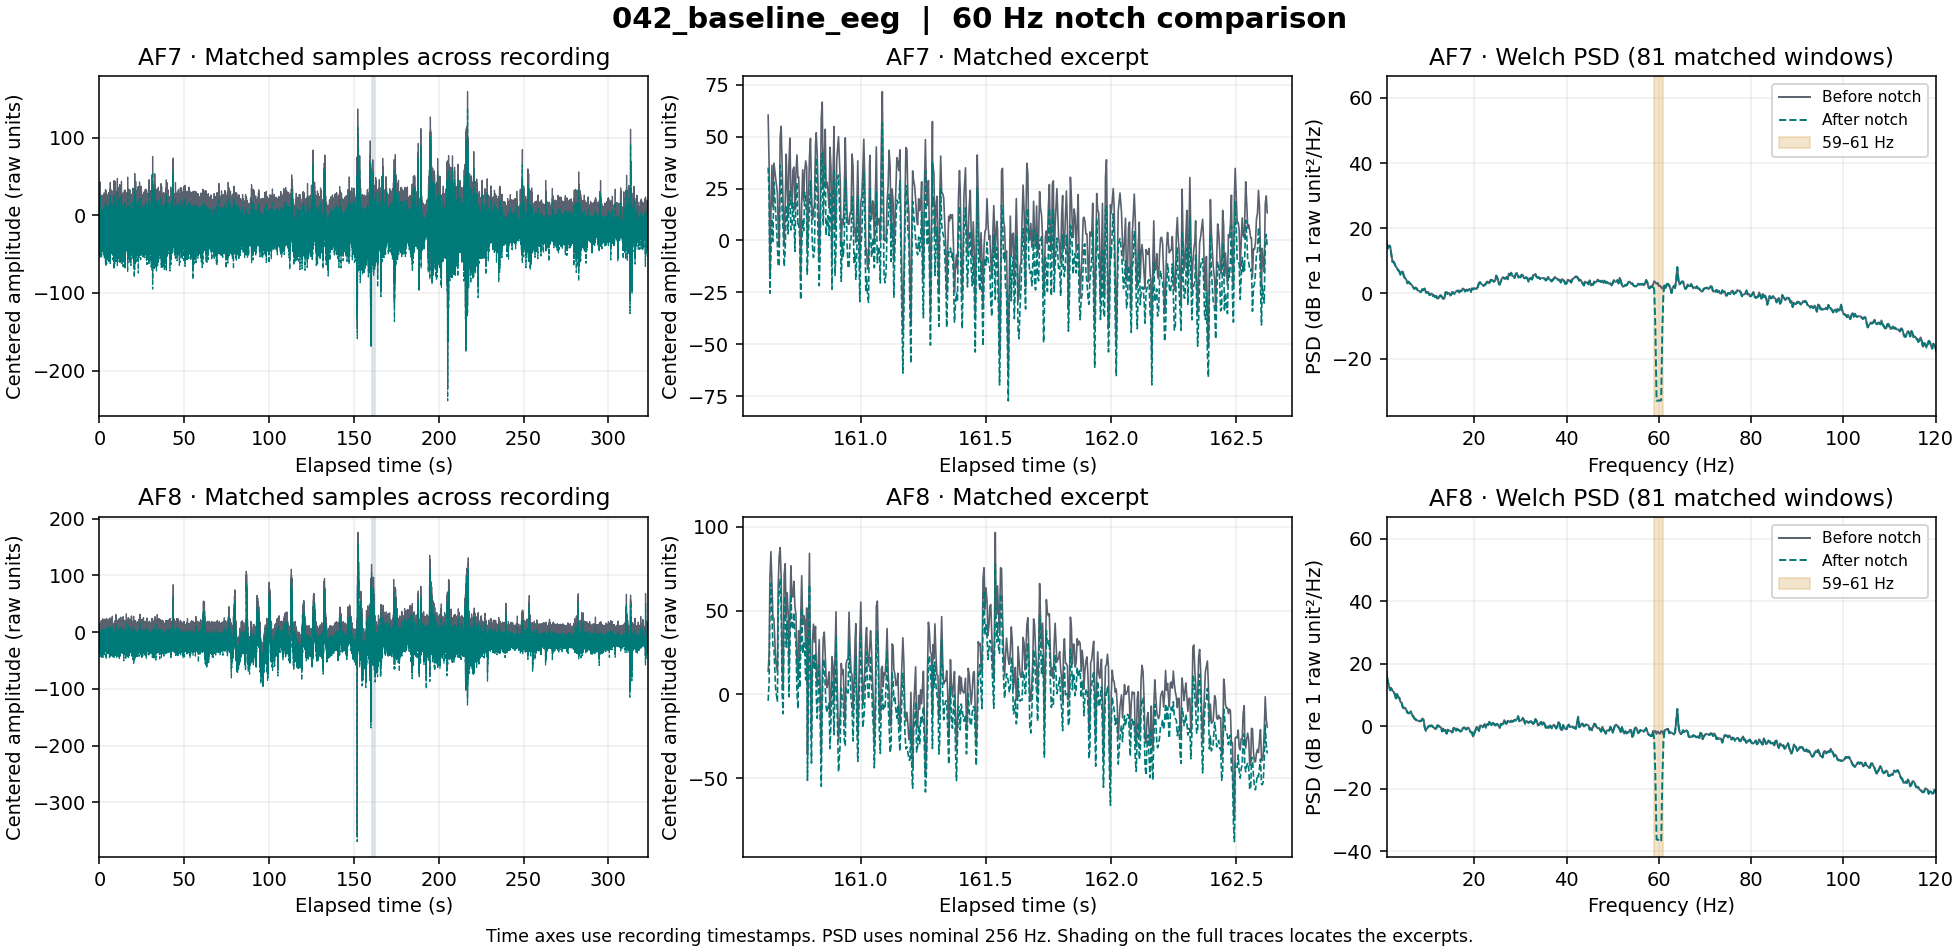 042_baseline_eeg  |  60 Hz notch comparison
AF7 · Matched samples across recording
Centered amplitude (raw units)
100
0
−100
−200
0 50 100 150 200 250 300
Elapsed time (s)
AF7 · Matched excerpt
Centered amplitude (raw units)
75
50
25
0
−25
−50
−75
161.0 161.5 162.0 162.5
Elapsed time (s)
AF7 · Welch PSD (81 matched windows)
PSD (dB re 1 raw unit²/Hz)
60
40
20
0
−20
Before notch
After notch
59–61 Hz
20 40 60 80 100 120
Frequency (Hz)
AF8 · Matched samples across recording
Centered amplitude (raw units)
200
100
0
−100
−200
−300
0 50 100 150 200 250 300
Elapsed time (s)
AF8 · Matched excerpt
Centered amplitude (raw units)
100
50
0
−50
161.0 161.5 162.0 162.5
Elapsed time (s)
AF8 · Welch PSD (81 matched windows)
PSD (dB re 1 raw unit²/Hz)
60
40
20
0
−20
−40
Before notch
After notch
59–61 Hz
20 40 60 80 100 120
Frequency (Hz)
Time axes use recording timestamps. PSD uses nominal 256 Hz. Shading on the full traces locates the excerpts.